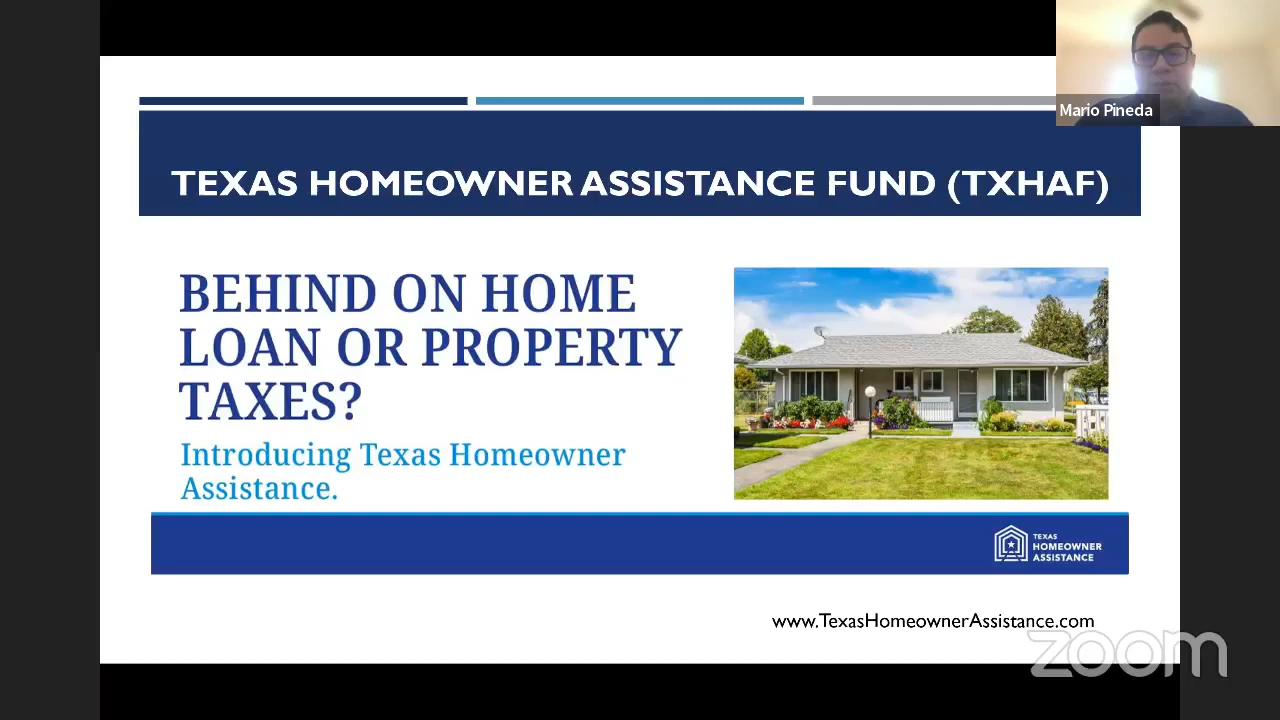 Mario Pineda
TEXAS HOMEOWNER ASSISTANCE FUND (TXHAF)
BEHIND ON HOME
LOAN OR PROPERTY
TAXES?
Introducing Texas Homeowner
Assistance.
TEXAS
HOMEOWNER
ASSISTANCE
www.TexasHomeownerAssistance.com
zoom